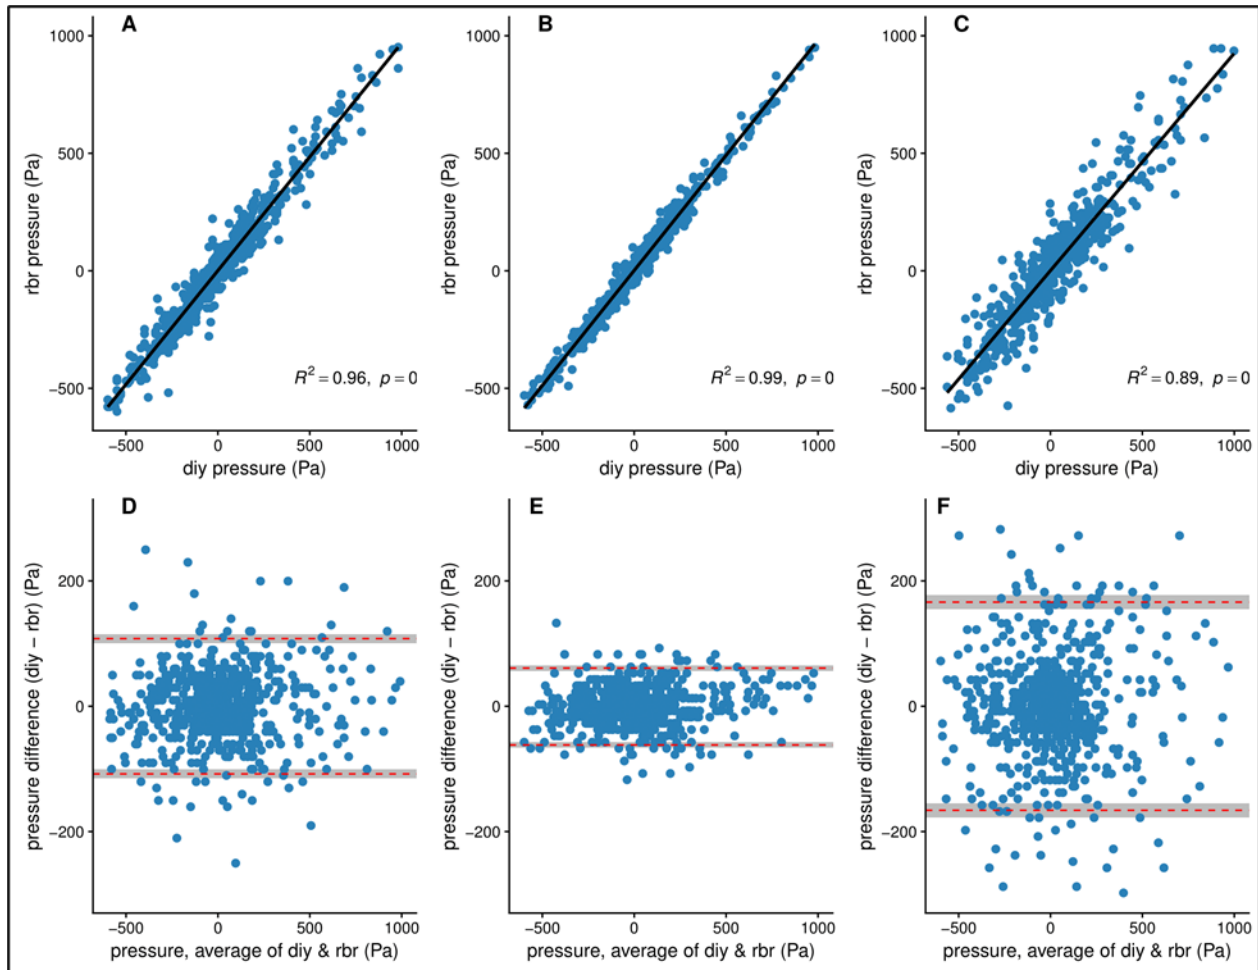 A
B
C
1000
500
0
−500
rbr pressure (Pa)
R² = 0.96, p = 0
−500 0 500 1000
diy pressure (Pa)
1000
500
0
−500
rbr pressure (Pa)
R² = 0.99, p = 0
−500 0 500 1000
diy pressure (Pa)
1000
500
0
−500
rbr pressure (Pa)
R² = 0.89, p = 0
−500 0 500 1000
diy pressure (Pa)
D
E
F
200
0
−200
pressure difference (diy − rbr) (Pa)
−500 0 500 1000
pressure, average of diy & rbr (Pa)
200
0
−200
pressure difference (diy − rbr) (Pa)
−500 0 500 1000
pressure, average of diy & rbr (Pa)
200
0
−200
pressure difference (diy − rbr) (Pa)
−500 0 500 1000
pressure, average of diy & rbr (Pa)